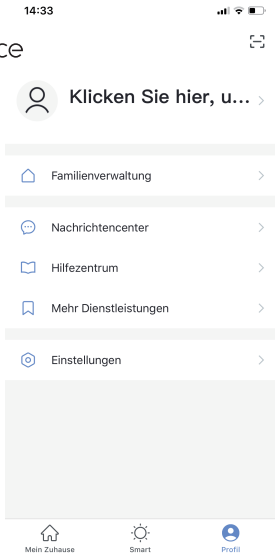 14:33
ce
Klicken Sie hier, u...
Familienverwaltung
Nachrichtencenter
Hilfezentrum
Mehr Dienstleistungen
Einstellungen
Mein Zuhause
Smart
Profil